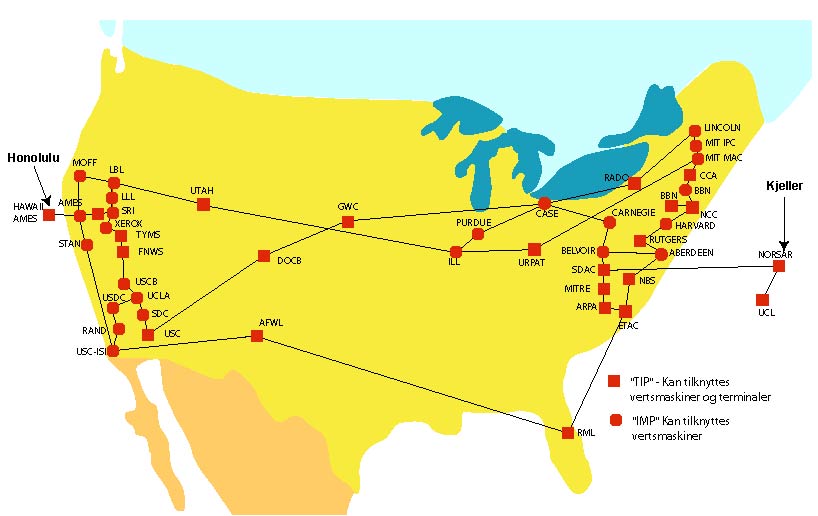 Honolulu
HAWAII
AMES
MOFF
LBL
LLL
AMES
SRI
XEROX
TYMS
STAN
FNWS
USCB
USDC
UCLA
SDC
RAND
USC
USC-ISI
UTAH
GWC
DOCB
AFWL
PURDUE
ILL
URPAT
CASE
RADO
LINCOLN
MIT IPC
MIT MAC
CCA
BBN
BBN
NCC
HARVARD
CARNEGIE
RUTGERS
BELVOIR
ABERDEEN
SDAC
NBS
MITRE
ARPA
ETAC
RML
Kjeller
NORSAR
UCL
"TIP" - Kan tilknyttes
vertsmaskiner og terminaler
"IMP" Kan tilknyttes
vertsmaskiner